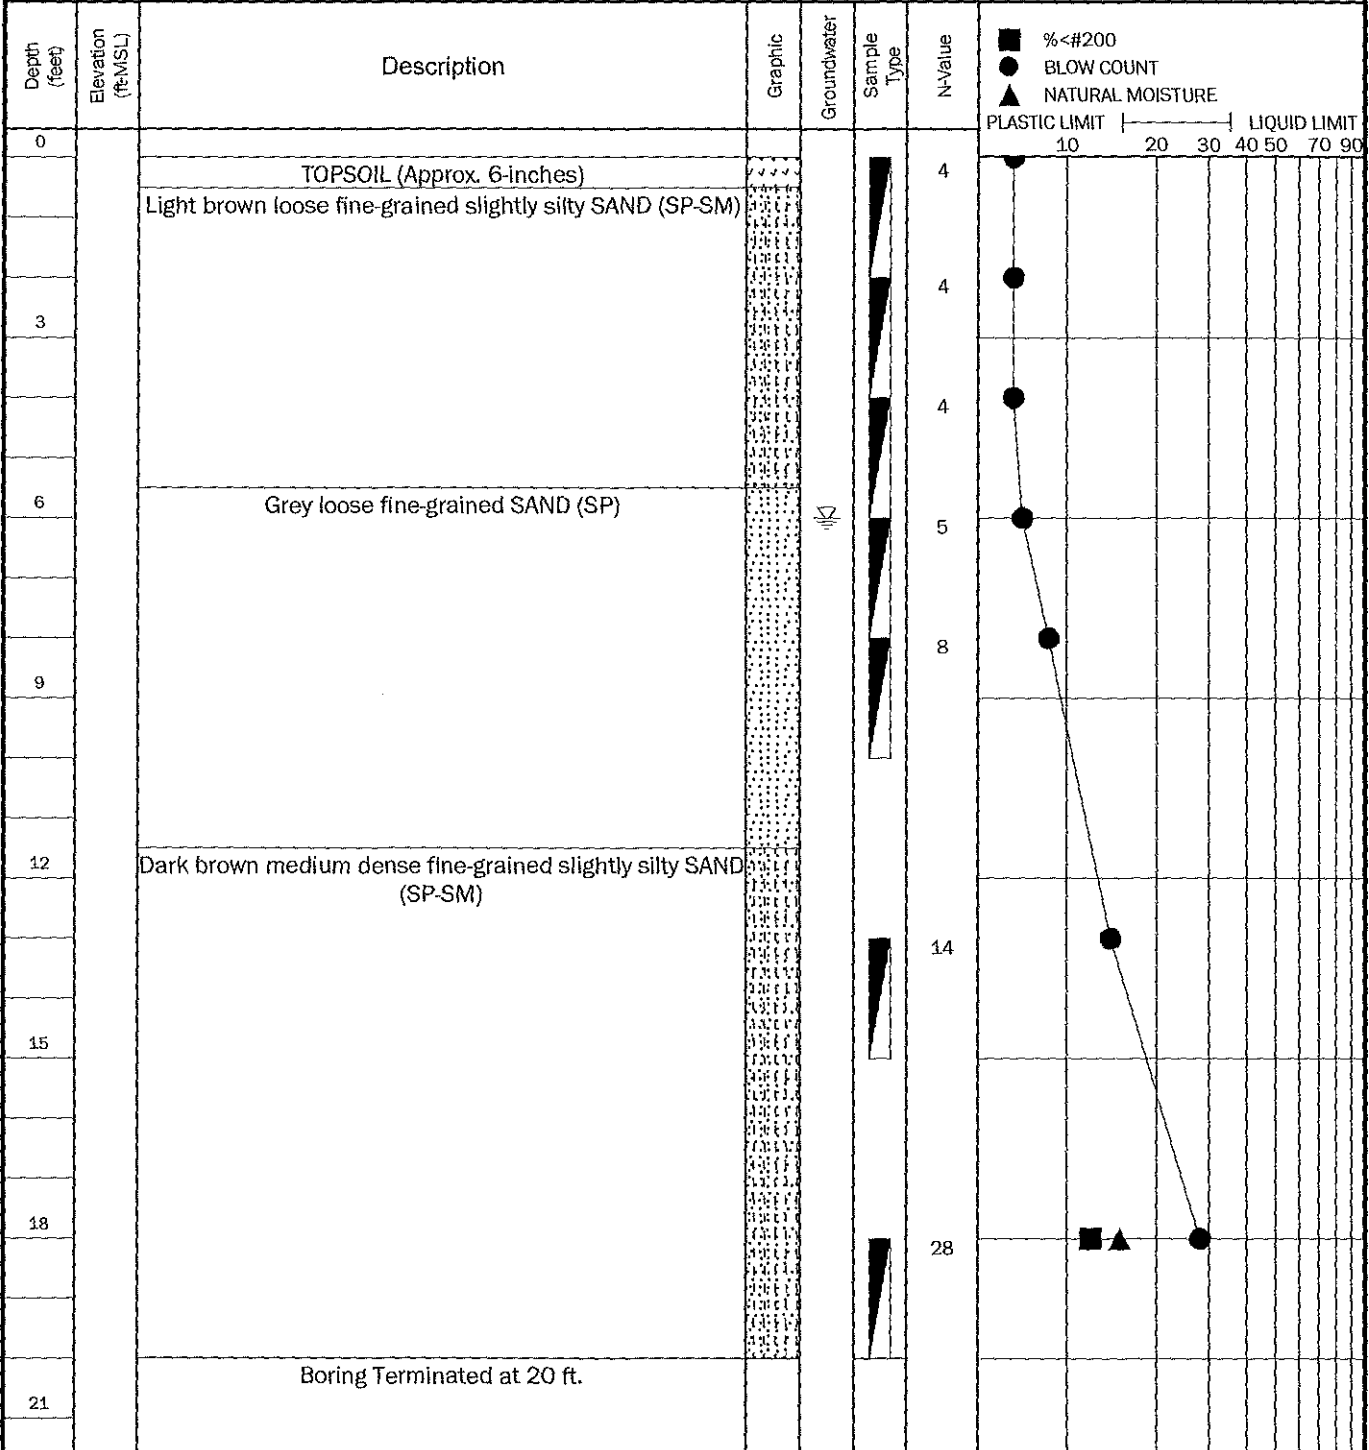 Depth (feet)
Elevation (ft-MSL)
Description
Graphic
Groundwater
Sample Type
N-Value
%<#200
BLOW COUNT
NATURAL MOISTURE
PLASTIC LIMIT LIQUID LIMIT
10 20 30 40 50 70 90
0
TOPSOIL (Approx. 6-inches)
4
Light brown loose fine-grained slightly silty SAND (SP-SM)
4
3
4
6
Grey loose fine-grained SAND (SP)
5
8
9
12
Dark brown medium dense fine-grained slightly silty SAND
(SP-SM)
14
15
18
28
Boring Terminated at 20 ft.
21